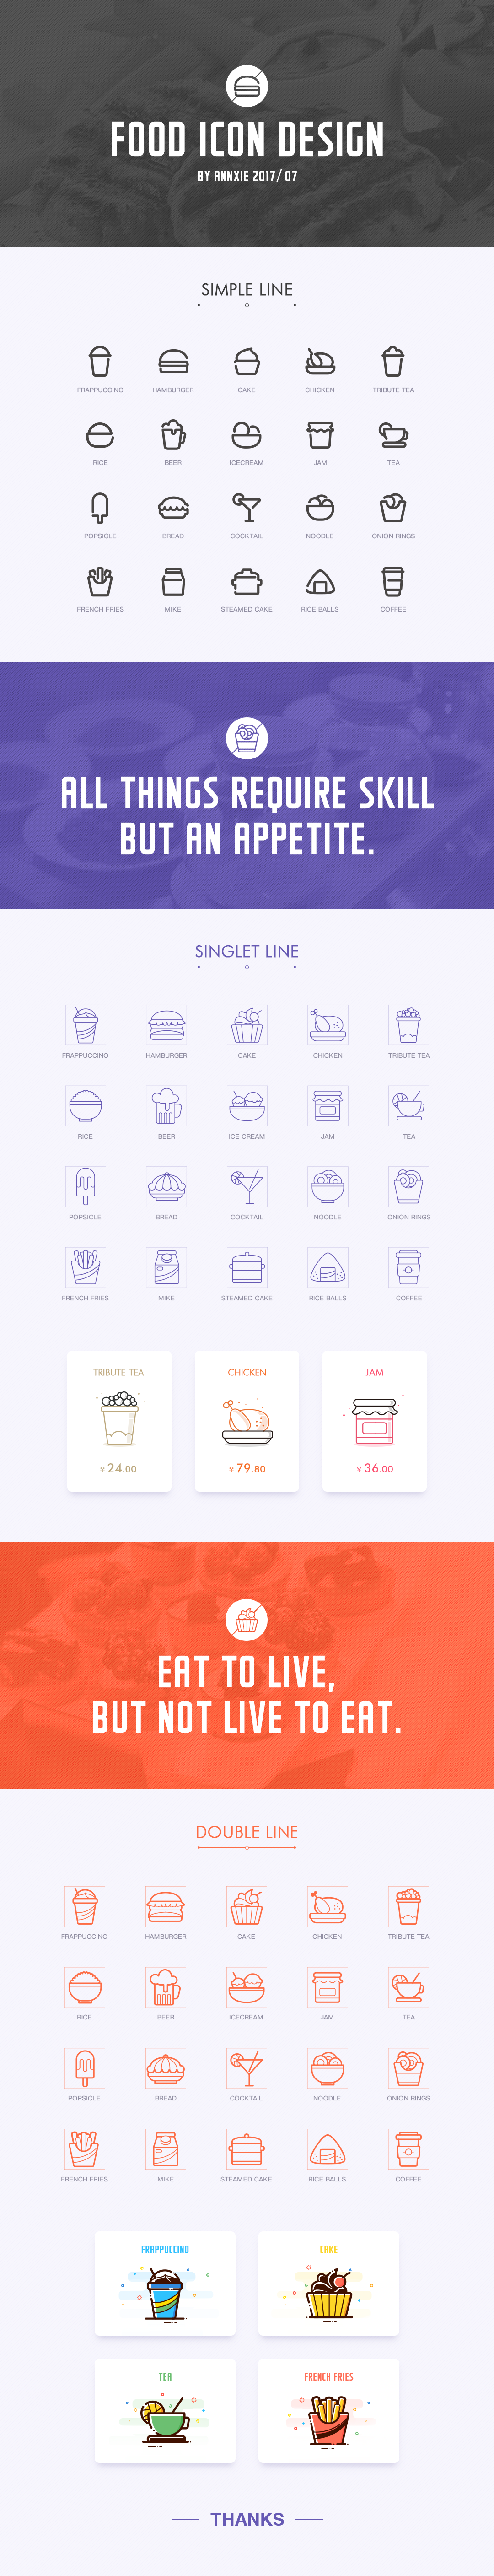 FOOD ICON DESIGN
BY ANNXIE 2017/07
SIMPLE LINE
FRAPPUCCINO HAMBURGER CAKE CHICKEN TRIBUTE TEA
RICE BEER ICECREAM JAM TEA
POPSICLE BREAD COCKTAIL NOODLE ONION RINGS
FRENCH FRIES MIKE STEAMED CAKE RICE BALLS COFFEE
ALL THINGS REQUIRE SKILL
BUT AN APPETITE.
SINGLET LINE
FRAPPUCCINO HAMBURGER CAKE CHICKEN TRIBUTE TEA
RICE BEER ICE CREAM JAM TEA
POPSICLE BREAD COCKTAIL NOODLE ONION RINGS
FRENCH FRIES MIKE STEAMED CAKE RICE BALLS COFFEE
TRIBUTE TEA CHICKEN JAM
¥ 24.00 ¥ 79.80 ¥ 36.00
EAT TO LIVE,
BUT NOT LIVE TO EAT.
DOUBLE LINE
FRAPPUCCINO HAMBURGER CAKE CHICKEN TRIBUTE TEA
RICE BEER ICECREAM JAM TEA
POPSICLE BREAD COCKTAIL NOODLE ONION RINGS
FRENCH FRIES MIKE STEAMED CAKE RICE BALLS COFFEE
FRAPPUCCINO CAKE
TEA FRENCH FRIES
THANKS